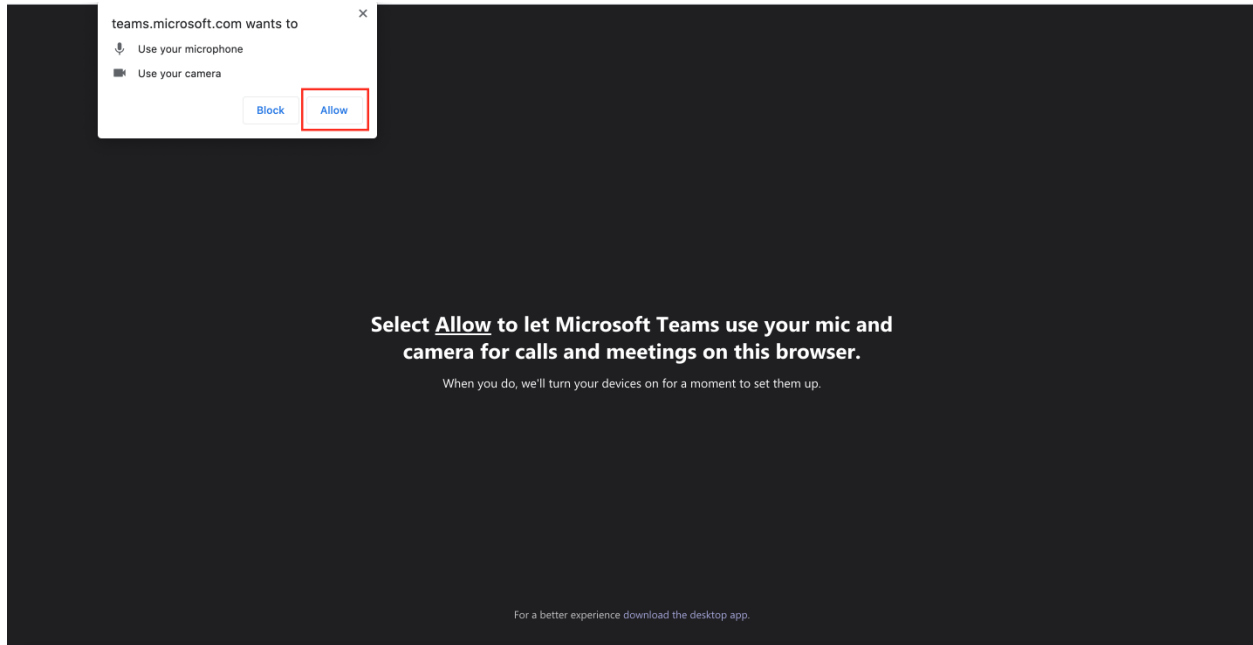 teams.microsoft.com wants to
Use your microphone
Use your camera
Block
Allow
Select Allow to let Microsoft Teams use your mic and
camera for calls and meetings on this browser.
When you do, we'll turn your devices on for a moment to set them up.
For a better experience download the desktop app.